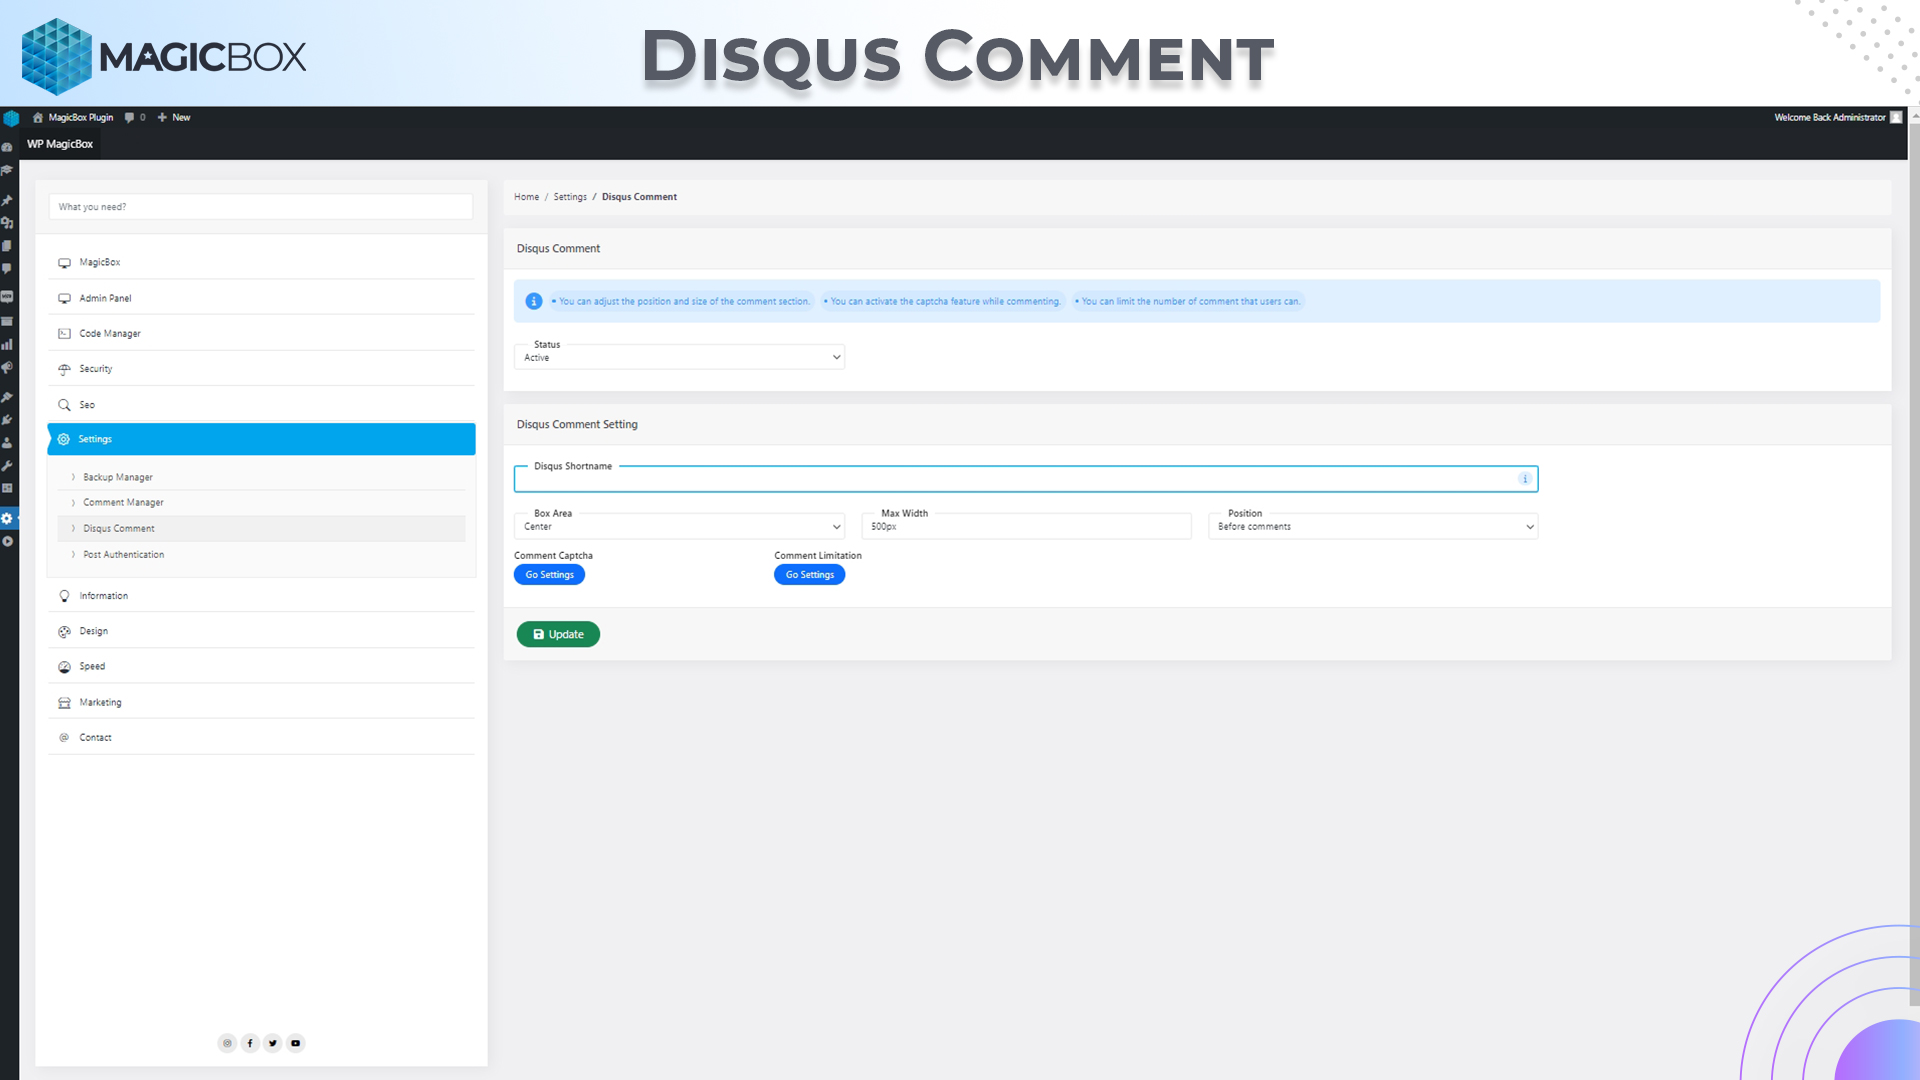 MAGICBOX
DISQUS COMMENT
MagicBox Plugin 0 New
Welcome Back Administrator
WP MagicBox
What you need?
MagicBox
Admin Panel
Code Manager
Security
Seo
Settings
Backup Manager
Comment Manager
Disqus Comment
Post Authentication
Information
Design
Speed
Marketing
Contact
Home / Settings / Disqus Comment
Disqus Comment
• You can adjust the position and size of the comment section. • You can activate the captcha feature while commenting. • You can limit the number of comment that users can.
Status
Active
Disqus Comment Setting
Disqus Shortname
Box Area Max Width Position
Center 500px Before comments
Comment Captcha Comment Limitation
Go Settings Go Settings
Update